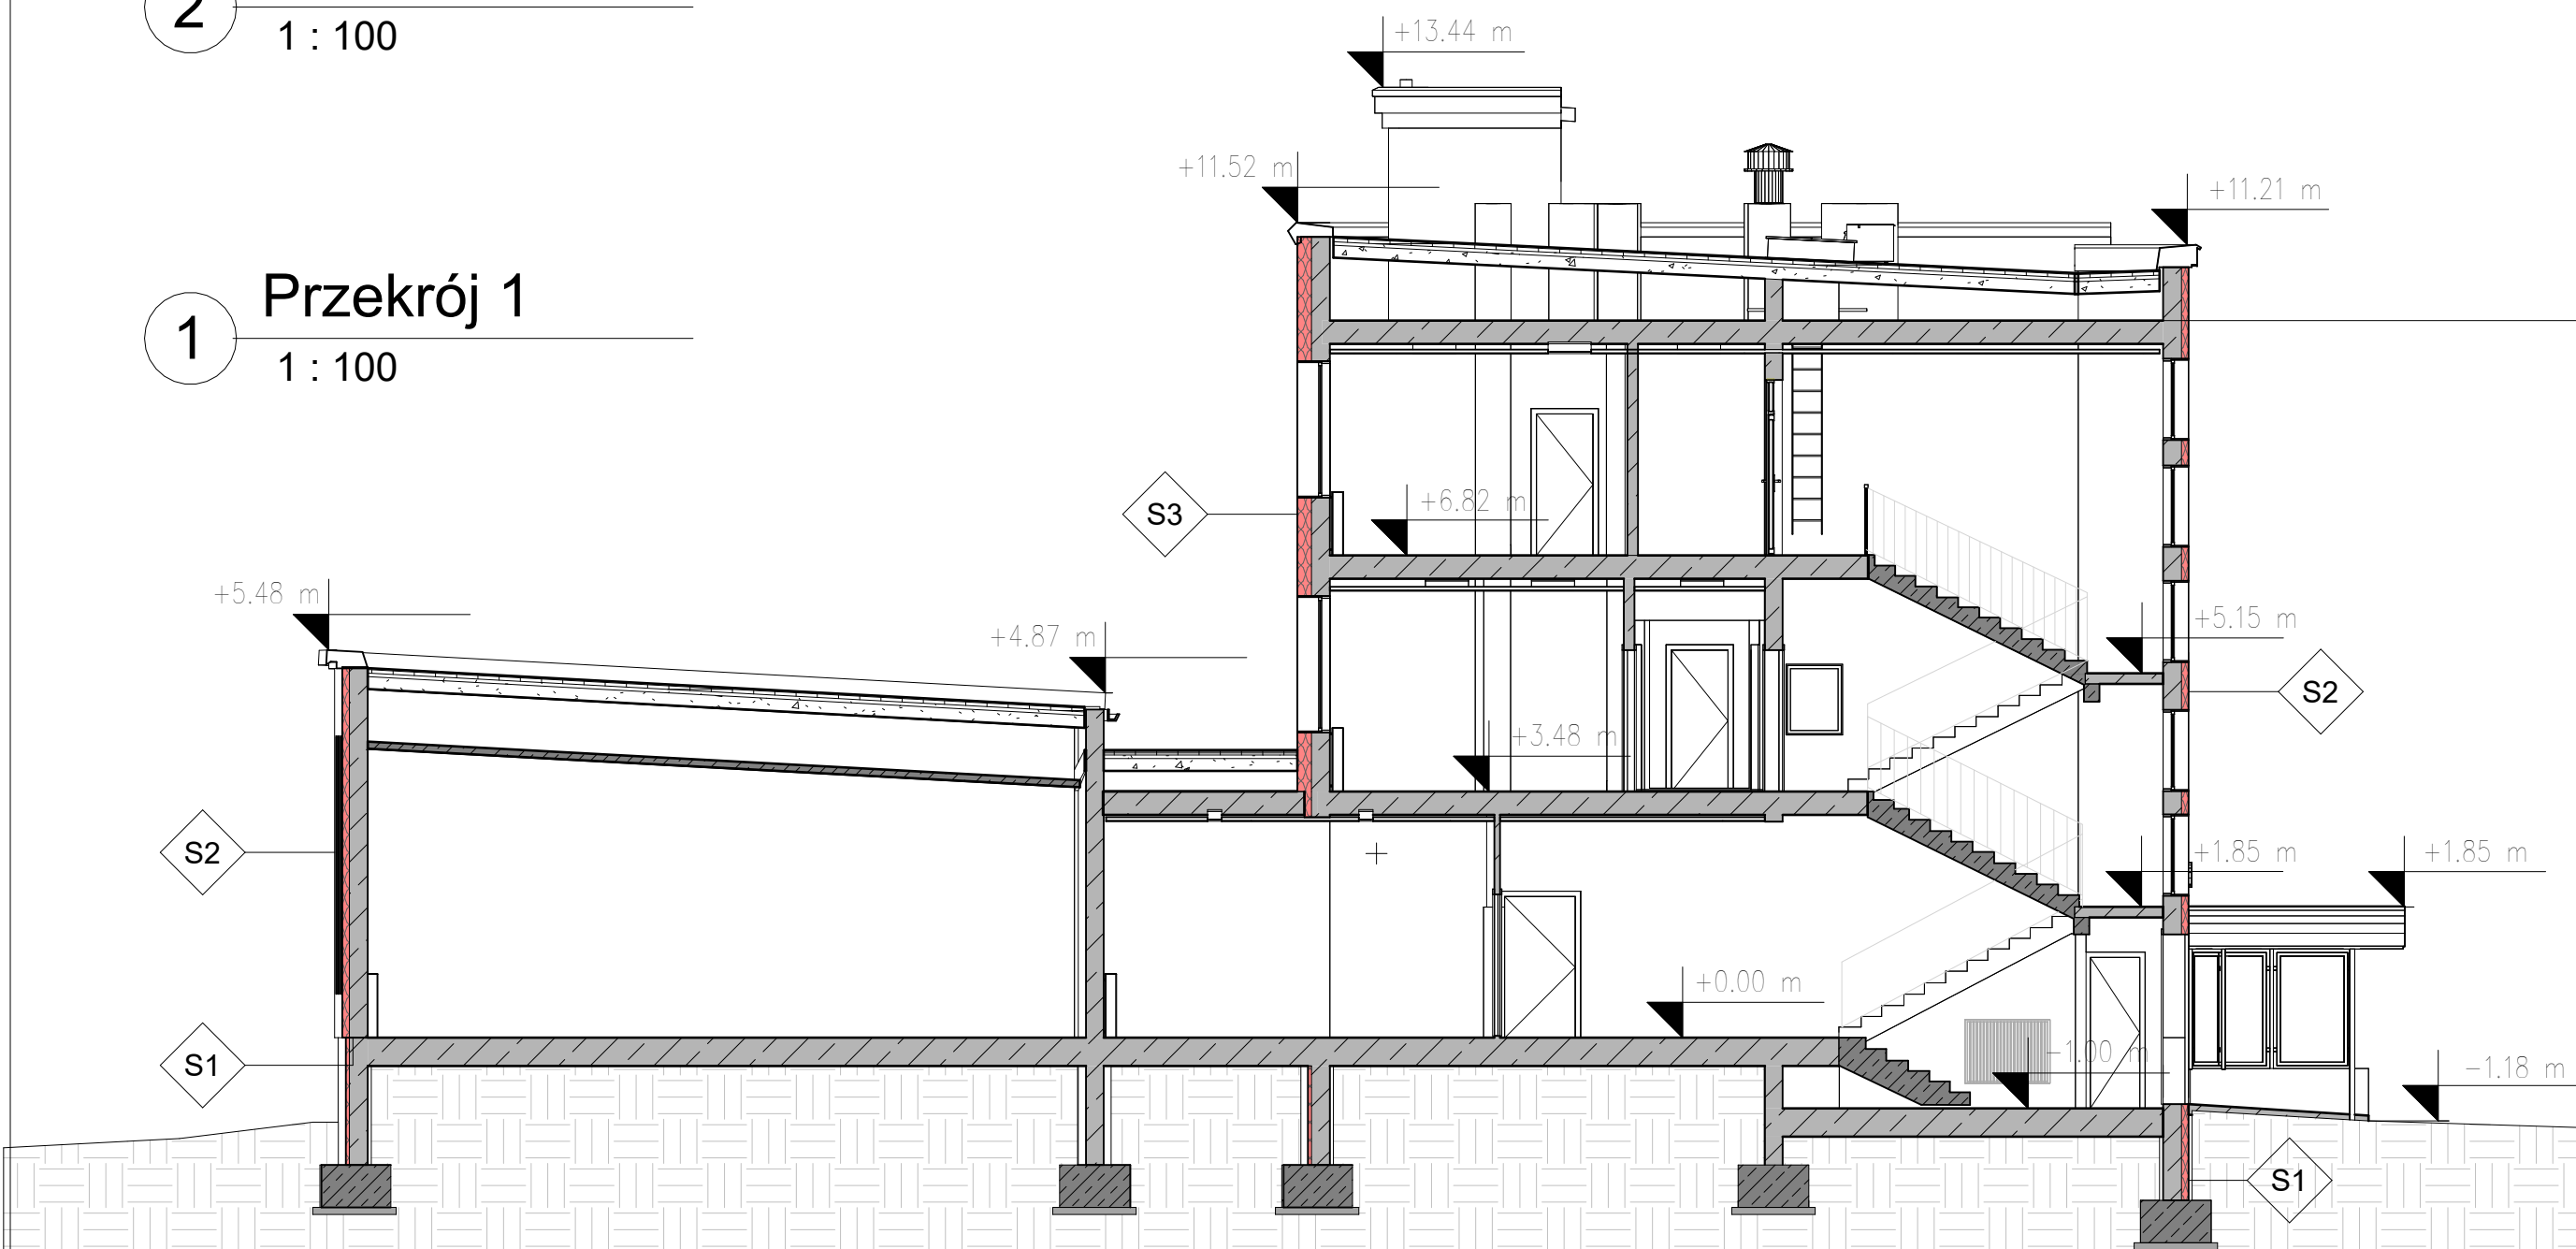 2
1 : 100
+13.44 m
+11.52 m
+11.21 m
Przekrój 1
1
1 : 100
S3
+6.82 m
+5.48 m
+4.87 m
+5.15 m
S2
+3.48 m
S2
+1.85 m
+1.85 m
+0.00 m
S1
-1.00 m
-1.18 m
S1